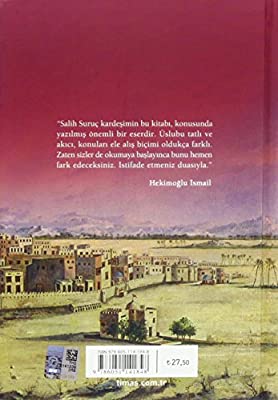 "Salih Suruç kardeşimin bu kitabı, konusunda
yazılmış önemli bir eserdir. Üslubu tatlı ve
akıcı, konuları ele alış biçimi oldukça farklı.
Zaten sizler de okumaya başlayınca bunu hemen
fark edeceksiniz. İstifade etmeniz duasıyla."
Hekimoğlu İsmail
₺27,50
timas.com.tr